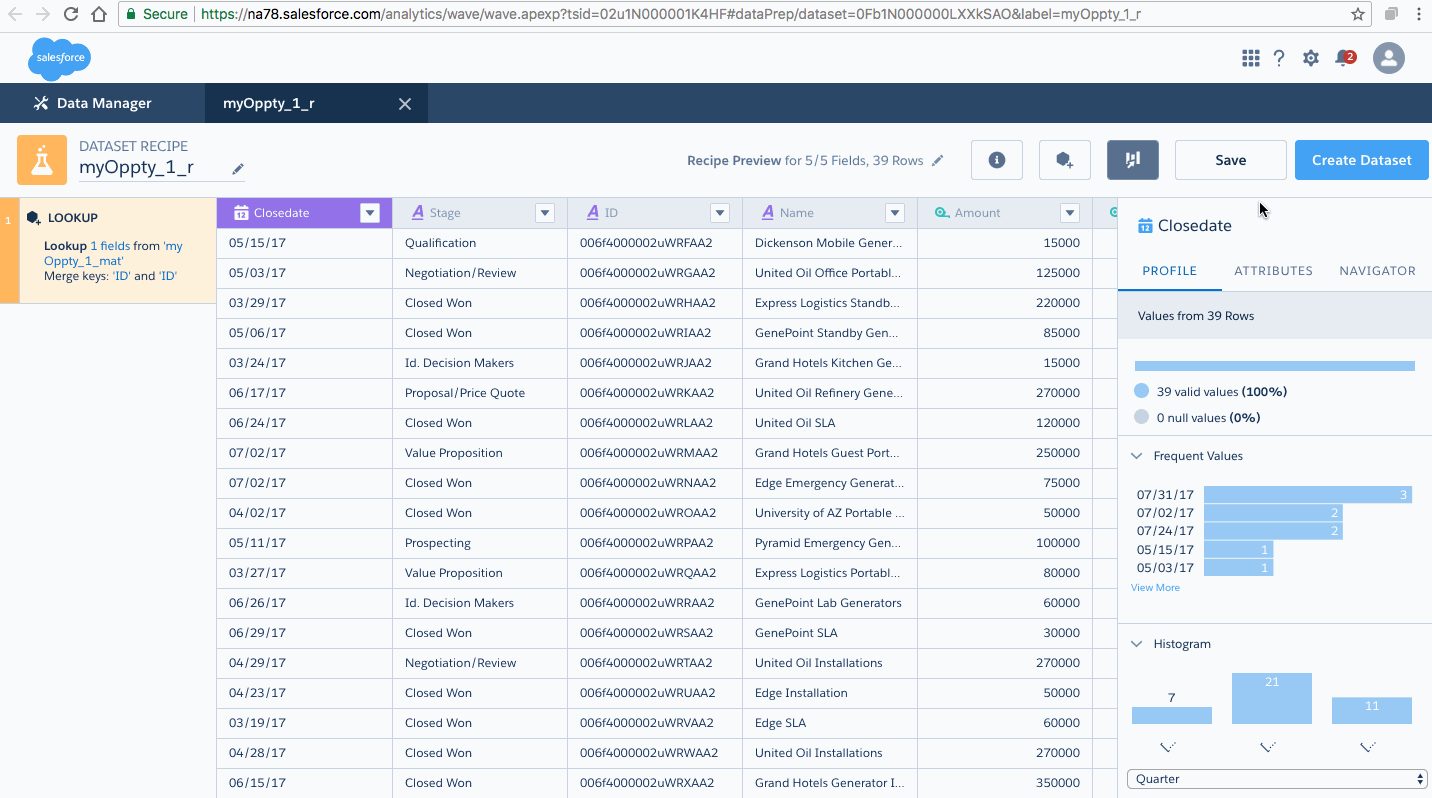 Secure https://na78.salesforce.com/analytics/wave/wave.apexp?tsid=02u1N000001K4HF#dataPrep/dataset=0Fb1N000000LXXkSAO&label=myOppty_1_r
salesforce
2
Data Manager
myOppty_1_r
DATASET RECIPE
myOppty_1_r
Recipe Preview for 5/5 Fields, 39 Rows
Save
Create Dataset
1
LOOKUP
Lookup 1 fields from 'my
Oppty_1_mat'
Merge keys: 'ID' and 'ID'
12 Closedate A Stage A ID A Name Amount
05/15/17 Qualification 006f4000002uWRFAA2 Dickenson Mobile Gener... 15000
05/03/17 Negotiation/Review 006f4000002uWRGAA2 United Oil Office Portabl... 125000
03/29/17 Closed Won 006f4000002uWRHAA2 Express Logistics Standb... 220000
05/06/17 Closed Won 006f4000002uWRIAA2 GenePoint Standby Gen... 85000
03/24/17 Id. Decision Makers 006f4000002uWRJAA2 Grand Hotels Kitchen Ge... 15000
06/17/17 Proposal/Price Quote 006f4000002uWRKAA2 United Oil Refinery Gene... 270000
06/24/17 Closed Won 006f4000002uWRLAA2 United Oil SLA 120000
07/02/17 Value Proposition 006f4000002uWRMAA2 Grand Hotels Guest Port... 250000
07/02/17 Closed Won 006f4000002uWRNAA2 Edge Emergency Generat... 75000
04/02/17 Closed Won 006f4000002uWROAA2 University of AZ Portable ... 50000
05/11/17 Prospecting 006f4000002uWRPAA2 Pyramid Emergency Gen... 100000
03/27/17 Value Proposition 006f4000002uWRQAA2 Express Logistics Portabl... 80000
06/26/17 Id. Decision Makers 006f4000002uWRRAA2 GenePoint Lab Generators 60000
06/29/17 Closed Won 006f4000002uWRSAA2 GenePoint SLA 30000
04/29/17 Negotiation/Review 006f4000002uWRTAA2 United Oil Installations 270000
04/23/17 Closed Won 006f4000002uWRUAA2 Edge Installation 50000
03/19/17 Closed Won 006f4000002uWRVAA2 Edge SLA 60000
04/28/17 Closed Won 006f4000002uWRWAA2 United Oil Installations 270000
06/15/17 Closed Won 006f4000002uWRXAA2 Grand Hotels Generator I... 350000
12 Closedate
PROFILE ATTRIBUTES NAVIGATOR
Values from 39 Rows
39 valid values (100%)
0 null values (0%)
Frequent Values
07/31/17 3
07/02/17 2
07/24/17 2
05/15/17 1
05/03/17 1
View More
Histogram
7 21 11
Quarter